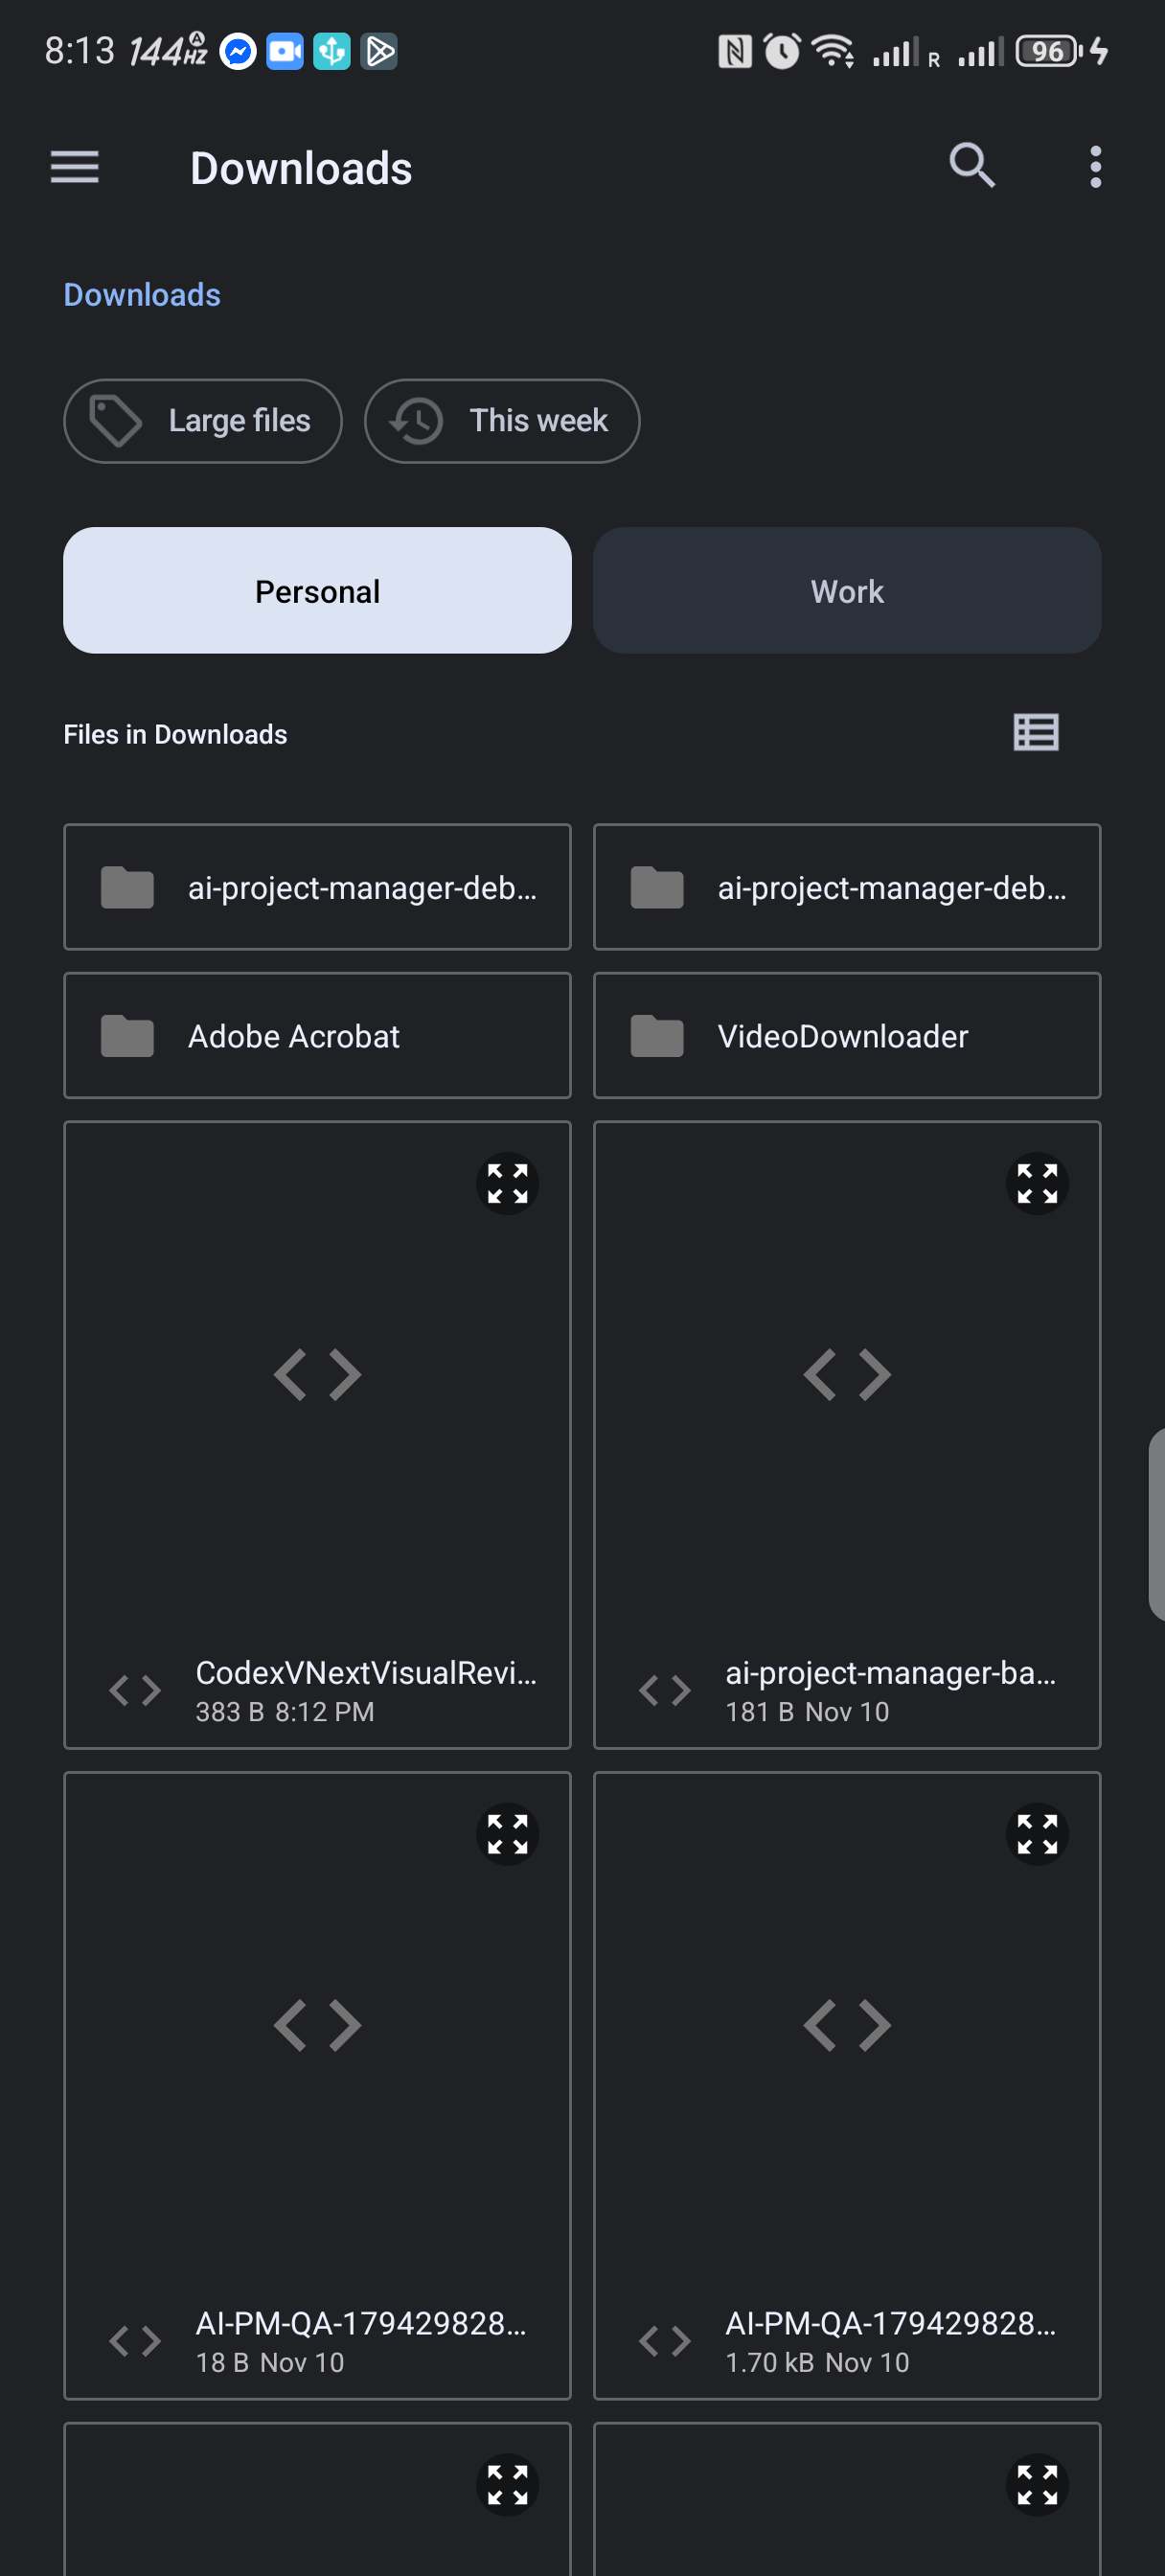 8:13 144HZ R 96
Downloads
Downloads
Large files This week
Personal Work
Files in Downloads
ai-project-manager-deb... ai-project-manager-deb...
Adobe Acrobat VideoDownloader
CodexVNextVisualRevi... ai-project-manager-ba...
383 B 8:12 PM 181 B Nov 10
AI-PM-QA-179429828... AI-PM-QA-179429828...
18 B Nov 10 1.70 kB Nov 10